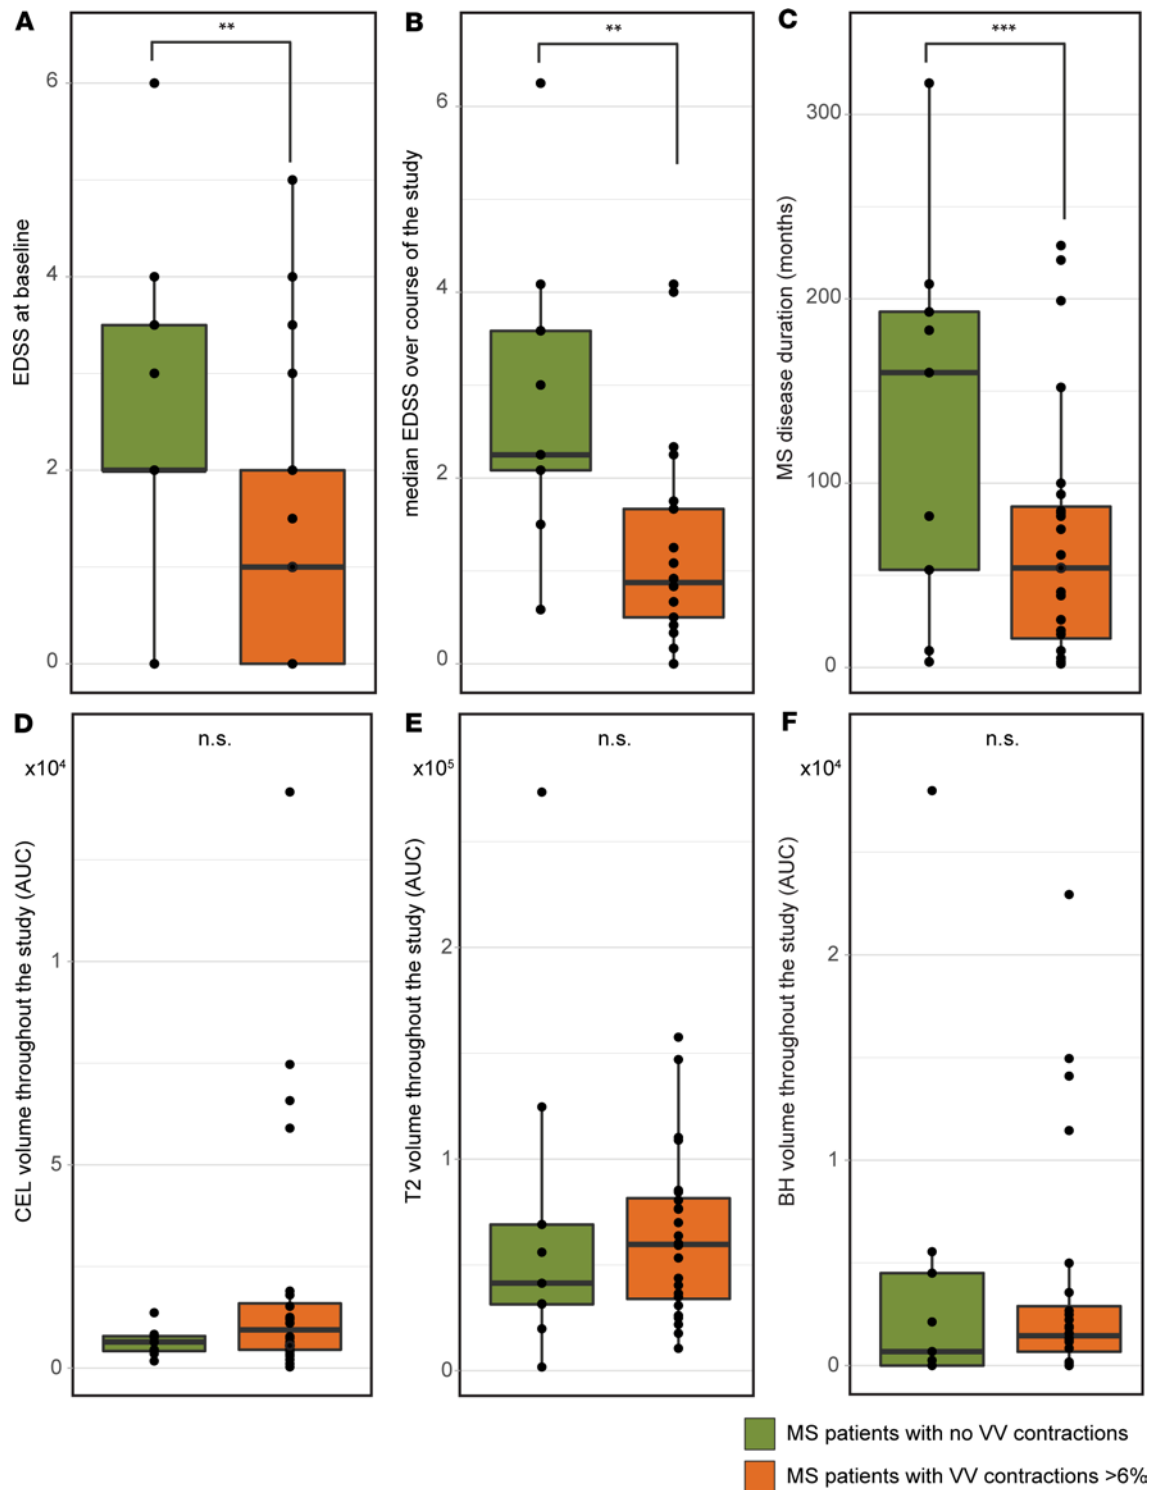 A
**
EDSS at baseline
6
4
2
0
B
**
median EDSS over course of the study
6
4
2
0
C
***
MS disease duration (months)
300
200
100
0
D
n.s.
x10⁴
CEL volume throughout the study (AUC)
1
5
0
E
n.s.
x10⁵
T2 volume throughout the study (AUC)
2
1
0
F
n.s.
x10⁴
BH volume throughout the study (AUC)
2
1
0
MS patients with no VV contractions
MS patients with VV contractions >6%